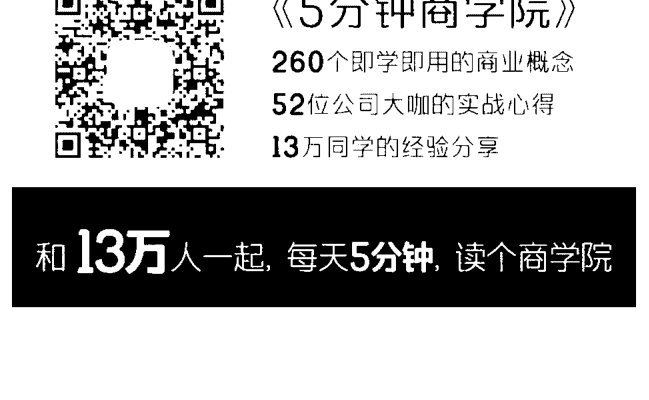 《5分钟商学院》
260个即学即用的商业概念
52位公司大咖的实战心得
13万同学的经验分享
和13万人一起, 每天5分钟, 读个商学院